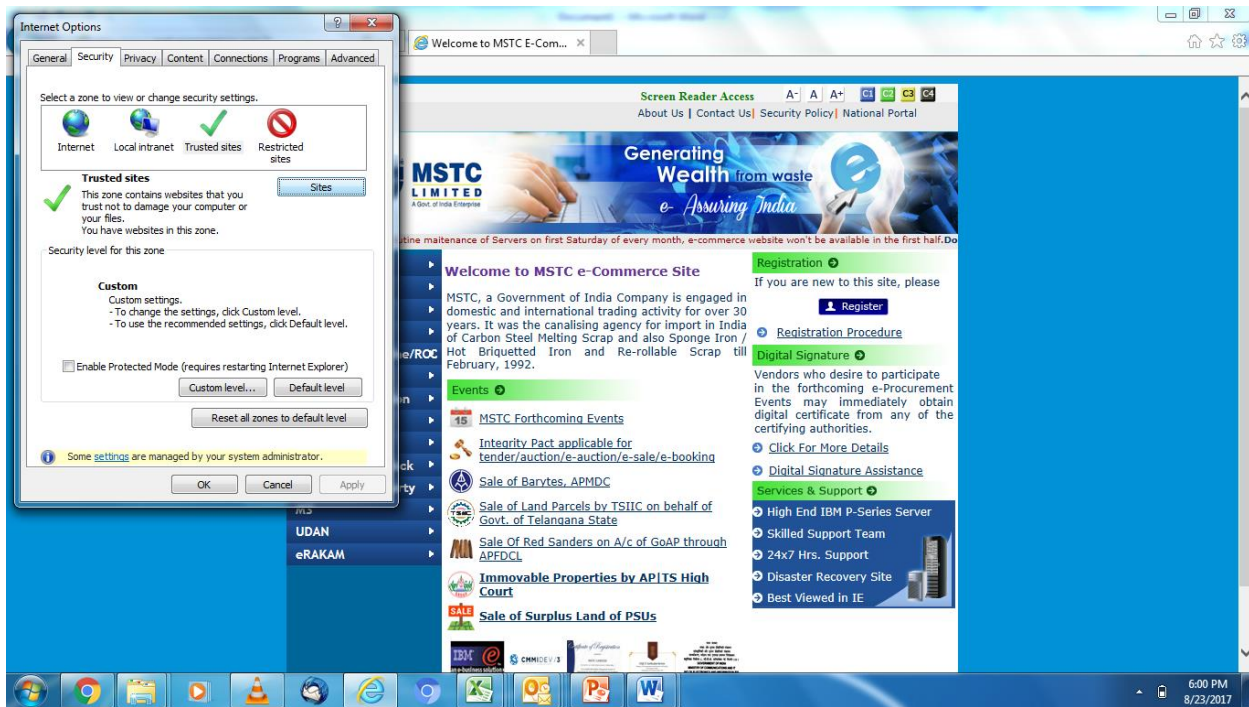 Internet Options
General Security Privacy Content Connections Programs Advanced
Select a zone to view or change security settings.
Internet
Local intranet
Trusted sites
Restricted
sites
Trusted sites
This zone contains websites that you
trust not to damage your computer or
your files.
You have websites in this zone.
Sites
Security level for this zone
Custom
Custom settings.
- To change the settings, click Custom level.
- To use the recommended settings, click Default level.
Enable Protected Mode (requires restarting Internet Explorer)
Custom level...
Default level
Reset all zones to default level
Some settings are managed by your system administrator.
OK
Cancel
Apply
Welcome to MSTC E-Com...
Screen Reader Access
A- A A+ C1 C2 C3 C4
About Us | Contact Us| Security Policy| National Portal
MSTC
LIMITED
A Govt. of India Enterprise
Generating
Wealth from waste
e- Assuring India
utine maitenance of Servers on first Saturday of every month, e-commerce website won't be available in the first half.Do
e/ROC
n
ck
rty
M3
UDAN
eRAKAM
Welcome to MSTC e-Commerce Site
MSTC, a Government of India Company is engaged in
domestic and international trading activity for over 30
years. It was the canalising agency for import in India
of Carbon Steel Melting Scrap and also Sponge Iron /
Hot Briquetted Iron and Re-rollable Scrap till
February, 1992.
Events
15
MSTC Forthcoming Events
Integrity Pact applicable for
tender/auction/e-auction/e-sale/e-booking
Sale of Barytes, APMDC
Sale of Land Parcels by TSIIC on behalf of
Govt. of Telangana State
Sale Of Red Sanders on A/c of GoAP through
APFDCL
Immovable Properties by AP|TS High
Court
SALE
Sale of Surplus Land of PSUs
IBM
CMMIDEV/3
Registration
If you are new to this site, please
Register
Registration Procedure
Digital Signature
Vendors who desire to participate
in the forthcoming e-Procurement
Events may immediately obtain
digital certificate from any of the
certifying authorities.
Click For More Details
Digital Signature Assistance
Services & Support
High End IBM P-Series Server
Skilled Support Team
24x7 Hrs. Support
Disaster Recovery Site
Best Viewed in IE
6:00 PM
8/23/2017